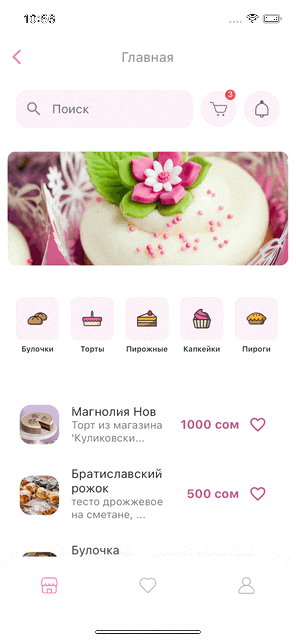 10:56
Главная
Поиск
3
Булочки Торты Пирожные Капкейки Пироги
Магнолия Нов
Торт из магазина
'Куликовски...
1000 сом
Братиславский
рожок
тесто дрожжевое
на сметане, ...
500 сом
Булочка